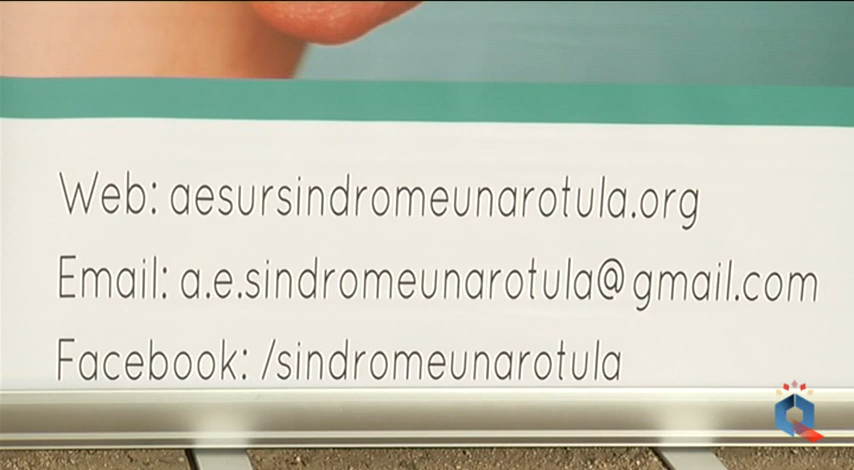 Web: aesursindromeunarotula.org
Email: a.e.sindromeunarotula@gmail.com
Facebook: /sindromeunarotula